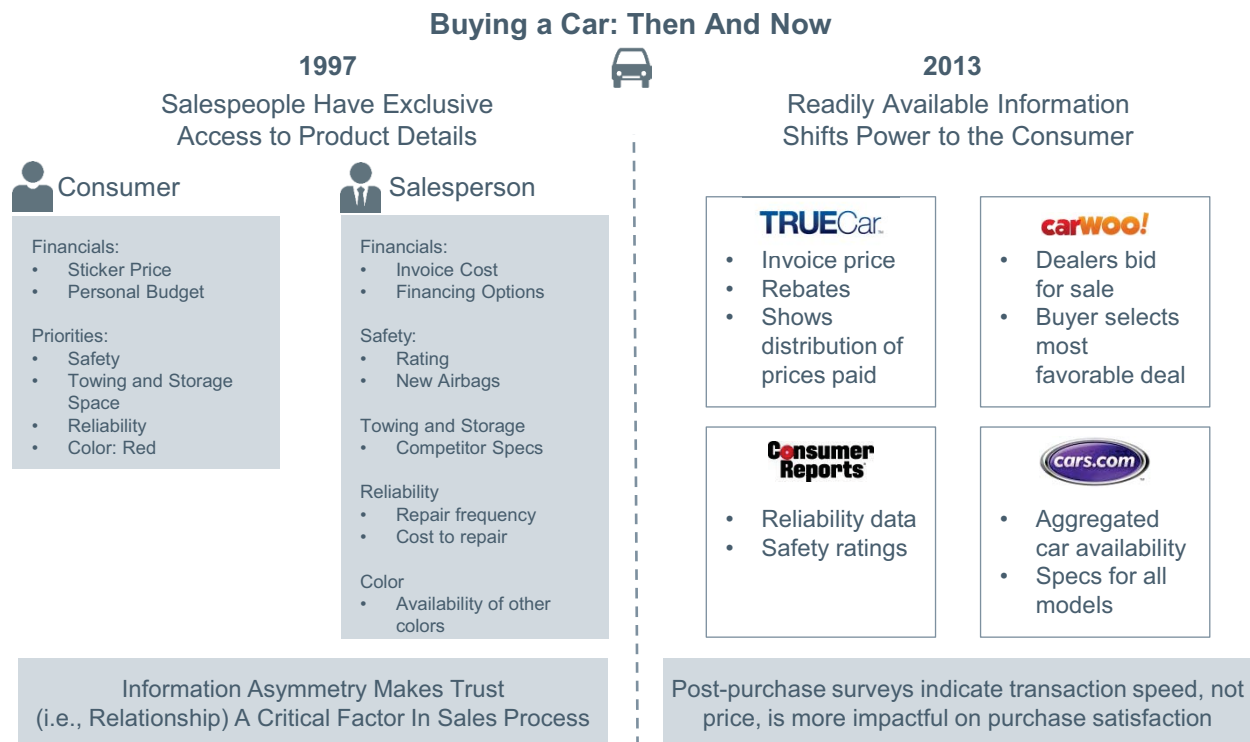 Buying a Car: Then And Now
1997
Salespeople Have Exclusive
Access to Product Details
Consumer
Financials:
• Sticker Price
• Personal Budget
Priorities:
• Safety
• Towing and Storage
Space
• Reliability
• Color: Red
Salesperson
Financials:
• Invoice Cost
• Financing Options
Safety:
• Rating
• New Airbags
Towing and Storage
• Competitor Specs
Reliability
• Repair frequency
• Cost to repair
Color
• Availability of other
colors
Information Asymmetry Makes Trust
(i.e., Relationship) A Critical Factor In Sales Process
2013
Readily Available Information
Shifts Power to the Consumer
TRUECar
• Invoice price
• Rebates
• Shows
distribution of
prices paid
carwoo!
• Dealers bid
for sale
• Buyer selects
most
favorable deal
Consumer
Reports
• Reliability data
• Safety ratings
cars.com
• Aggregated
car availability
• Specs for all
models
Post-purchase surveys indicate transaction speed, not
price, is more impactful on purchase satisfaction